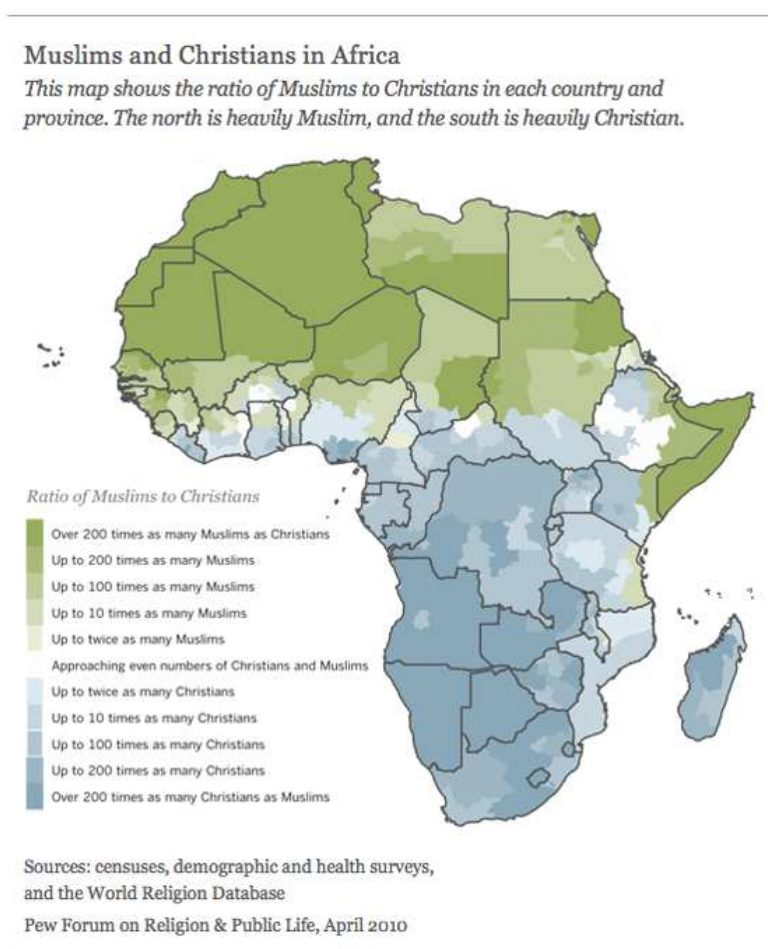 Muslims and Christians in Africa
This map shows the ratio of Muslims to Christians in each country and
province. The north is heavily Muslim, and the south is heavily Christian.
Ratio of Muslims to Christians
Over 200 times as many Muslims as Christians
Up to 200 times as many Muslims
Up to 100 times as many Muslims
Up to 10 times as many Muslims
Up to twice as many Muslims
Approaching even numbers of Christians and Muslims
Up to twice as many Christians
Up to 10 times as many Christians
Up to 100 times as many Christians
Up to 200 times as many Christians
Over 200 times as many Christians as Muslims
Sources: censuses, demographic and health surveys,
and the World Religion Database
Pew Forum on Religion & Public Life, April 2010